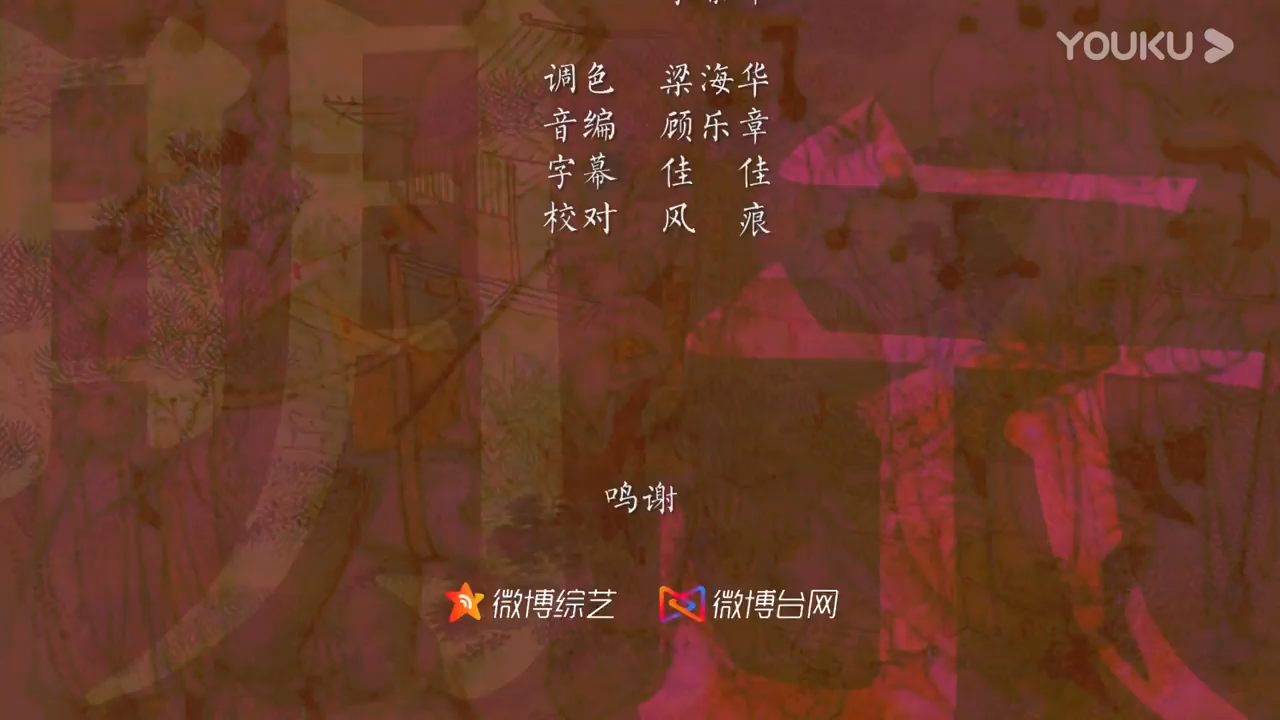 YOUKU
调色 梁海华
音编 顾乐章
字幕 佳 佳
校对 风 痕
鸣谢
微博综艺 微博台网